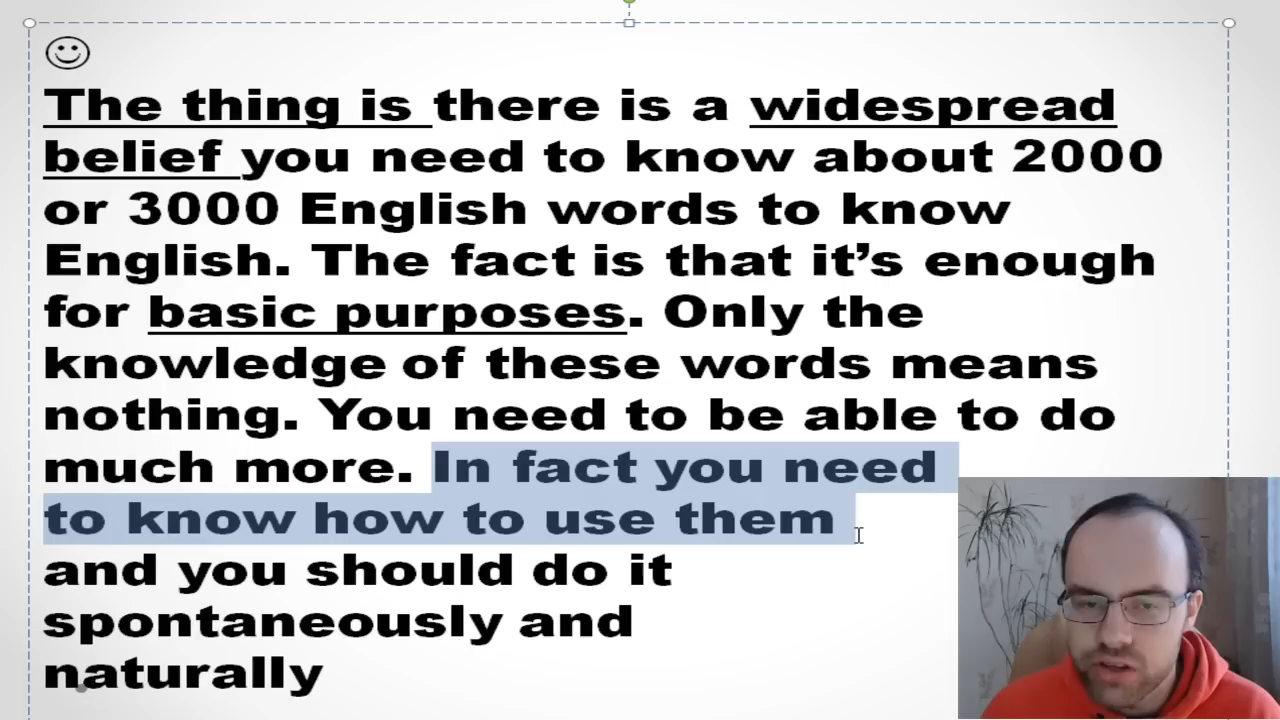 The thing is there is a widespread
belief you need to know about 2000
or 3000 English words to know
English. The fact is that it’s enough
for basic purposes. Only the
knowledge of these words means
nothing. You need to be able to do
much more. In fact you need
to know how to use them
and you should do it
spontaneously and
naturally